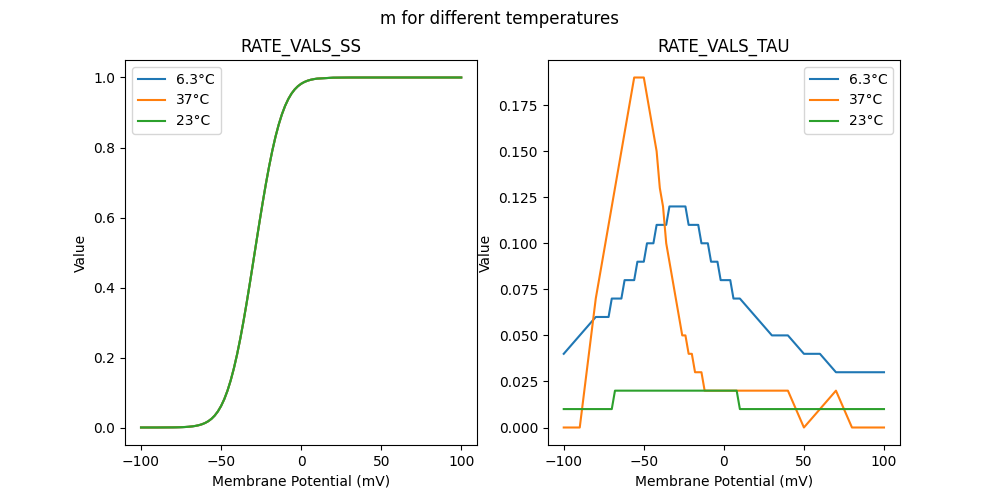 m for different temperatures
RATE_VALS_SS
RATE_VALS_TAU
6.3°C
37°C
23°C
6.3°C
37°C
23°C
Value
1.0
0.8
0.6
0.4
0.2
0.0
−100
−50
0
50
100
Membrane Potential (mV)
Value
0.175
0.150
0.125
0.100
0.075
0.050
0.025
0.000
−100
−50
0
50
100
Membrane Potential (mV)